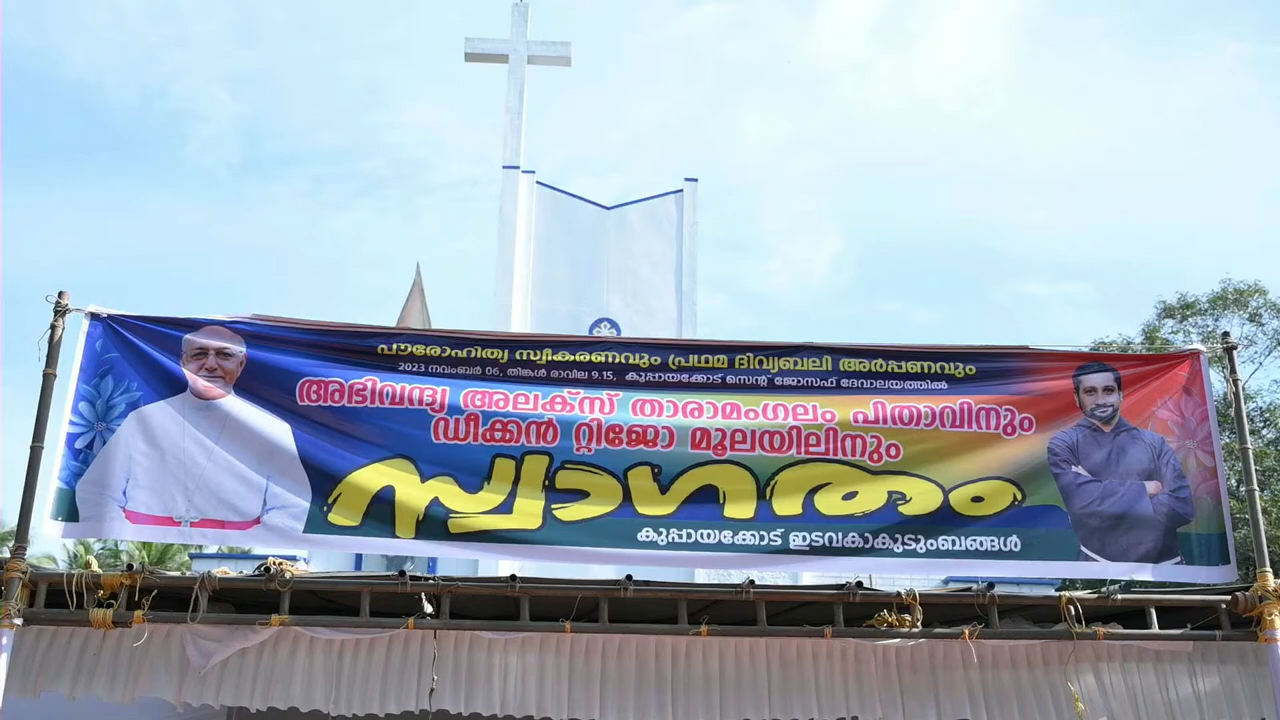 പൗരോഹിത്യ സ്വീകരണവും പ്രഥമ ദിവ്യബലി അർപ്പണവും
2023 നവംബർ 06, തിങ്കൾ രാവിലെ 9.15, കുപ്പായക്കോട് സെന്റ് ജോസഫ് ദേവാലയത്തിൽ
അഭിവന്ദ്യ അലക്സ് താരാമംഗലം പിതാവിനും
ഡീക്കൻ റ്റിജോ മൂലയിലിനും
സ്വാഗതം
കുപ്പായക്കോട് ഇടവകാകുടുംബങ്ങൾ